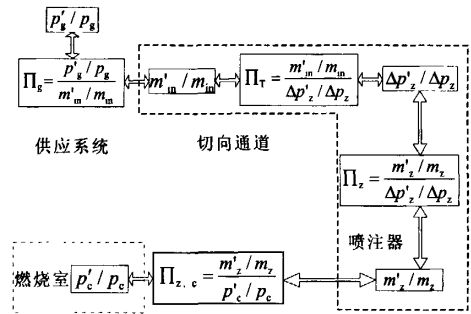 p'g / pg
Πg = p'g / pg
m'in / min
m'in / min
ΠT = m'in / min
Δp'z / Δpz
Δp'z / Δpz
供应系统
切向通道
Πz = m'z / mz
Δp'z / Δpz
喷注器
燃烧室
p'c / pc
Πz, c = m'z / mz
p'c / pc
m'z / mz